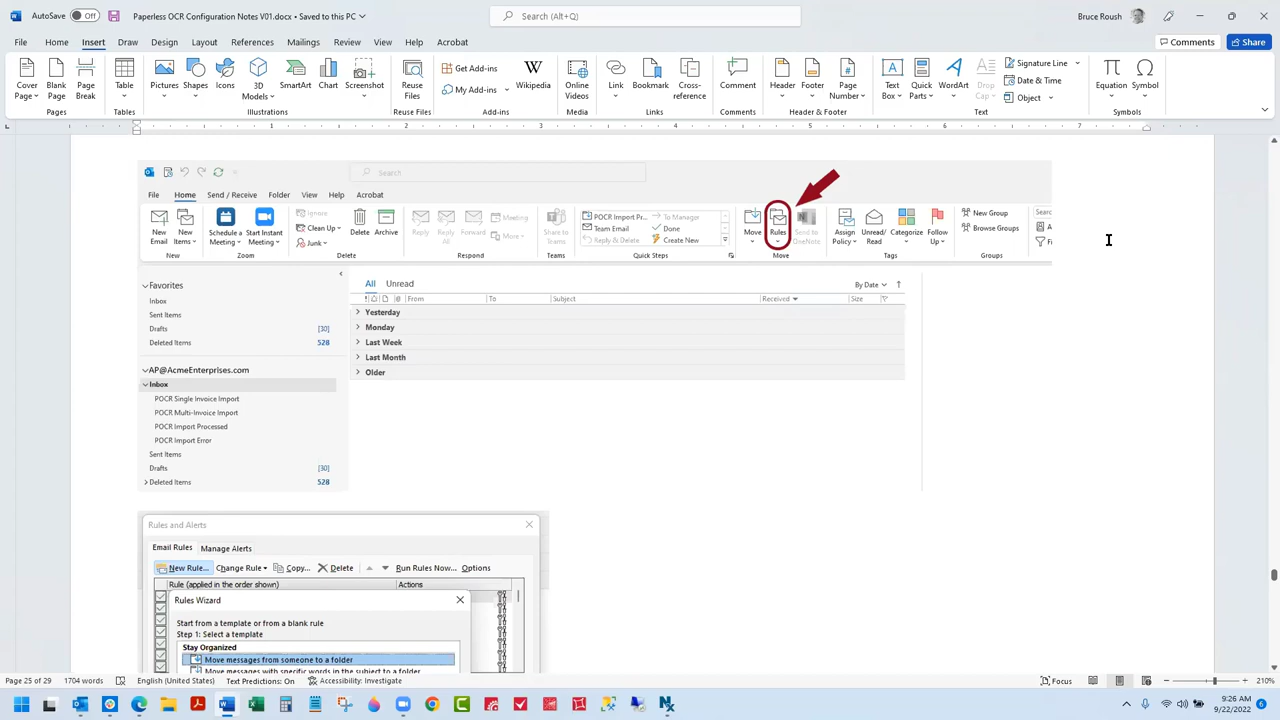 AutoSave Off Paperless OCR Configuration Notes V01.docx • Saved to this PC Search (Alt+Q) Bruce Roush
File Home Insert Draw Design Layout References Mailings Review View Help Acrobat Comments Share
Cover Page Blank Page Page Break Table Pictures Shapes Icons 3D Models SmartArt Chart Screenshot Reuse Files Get Add-ins My Add-ins Wikipedia Online Videos Link Bookmark Cross-reference Comment Header Footer Page Number Text Box Quick Parts WordArt Drop Cap Signature Line Date & Time Object Equation Symbol
Pages Tables Illustrations Reuse Files Add-ins Media Links Comments Header & Footer Text Symbols
1 2 3 4 5 6 7
Search
File Home Send / Receive Folder View Help Acrobat
New Email New Items Schedule a Meeting Start Instant Meeting Ignore Clean Up Junk Delete Archive Reply Reply All Forward Meeting More Share to Teams POCR Import Pr... Team Email Reply & Delete To Manager Done Create New Move Rules Send to OneNote Assign Policy Unread/ Read Categorize Follow Up New Group Browse Groups Sear
New Zoom Delete Respond Teams Quick Steps Move Tags Groups
Favorites
Inbox
Sent Items
Drafts [30]
Deleted Items 528
AP@AcmeEnterprises.com
Inbox
POCR Single Invoice Import
POCR Multi-Invoice Import
POCR Import Processed
POCR Import Error
Sent Items
Drafts [30]
Deleted Items 528
All Unread By Date
From To Subject Received Size
Yesterday
Monday
Last Week
Last Month
Older
Rules and Alerts
Email Rules Manage Alerts
New Rule... Change Rule Copy... Delete Run Rules Now... Options
Rule (applied in the order shown) Actions
Rules Wizard
Start from a template or from a blank rule
Step 1: Select a template
Stay Organized
Move messages from someone to a folder
Move messages with specific words in the subject to a folder
Page 25 of 29 1704 words English (United States) Text Predictions: On Accessibility: Investigate Focus 210%
9:26 AM
9/22/2022
6